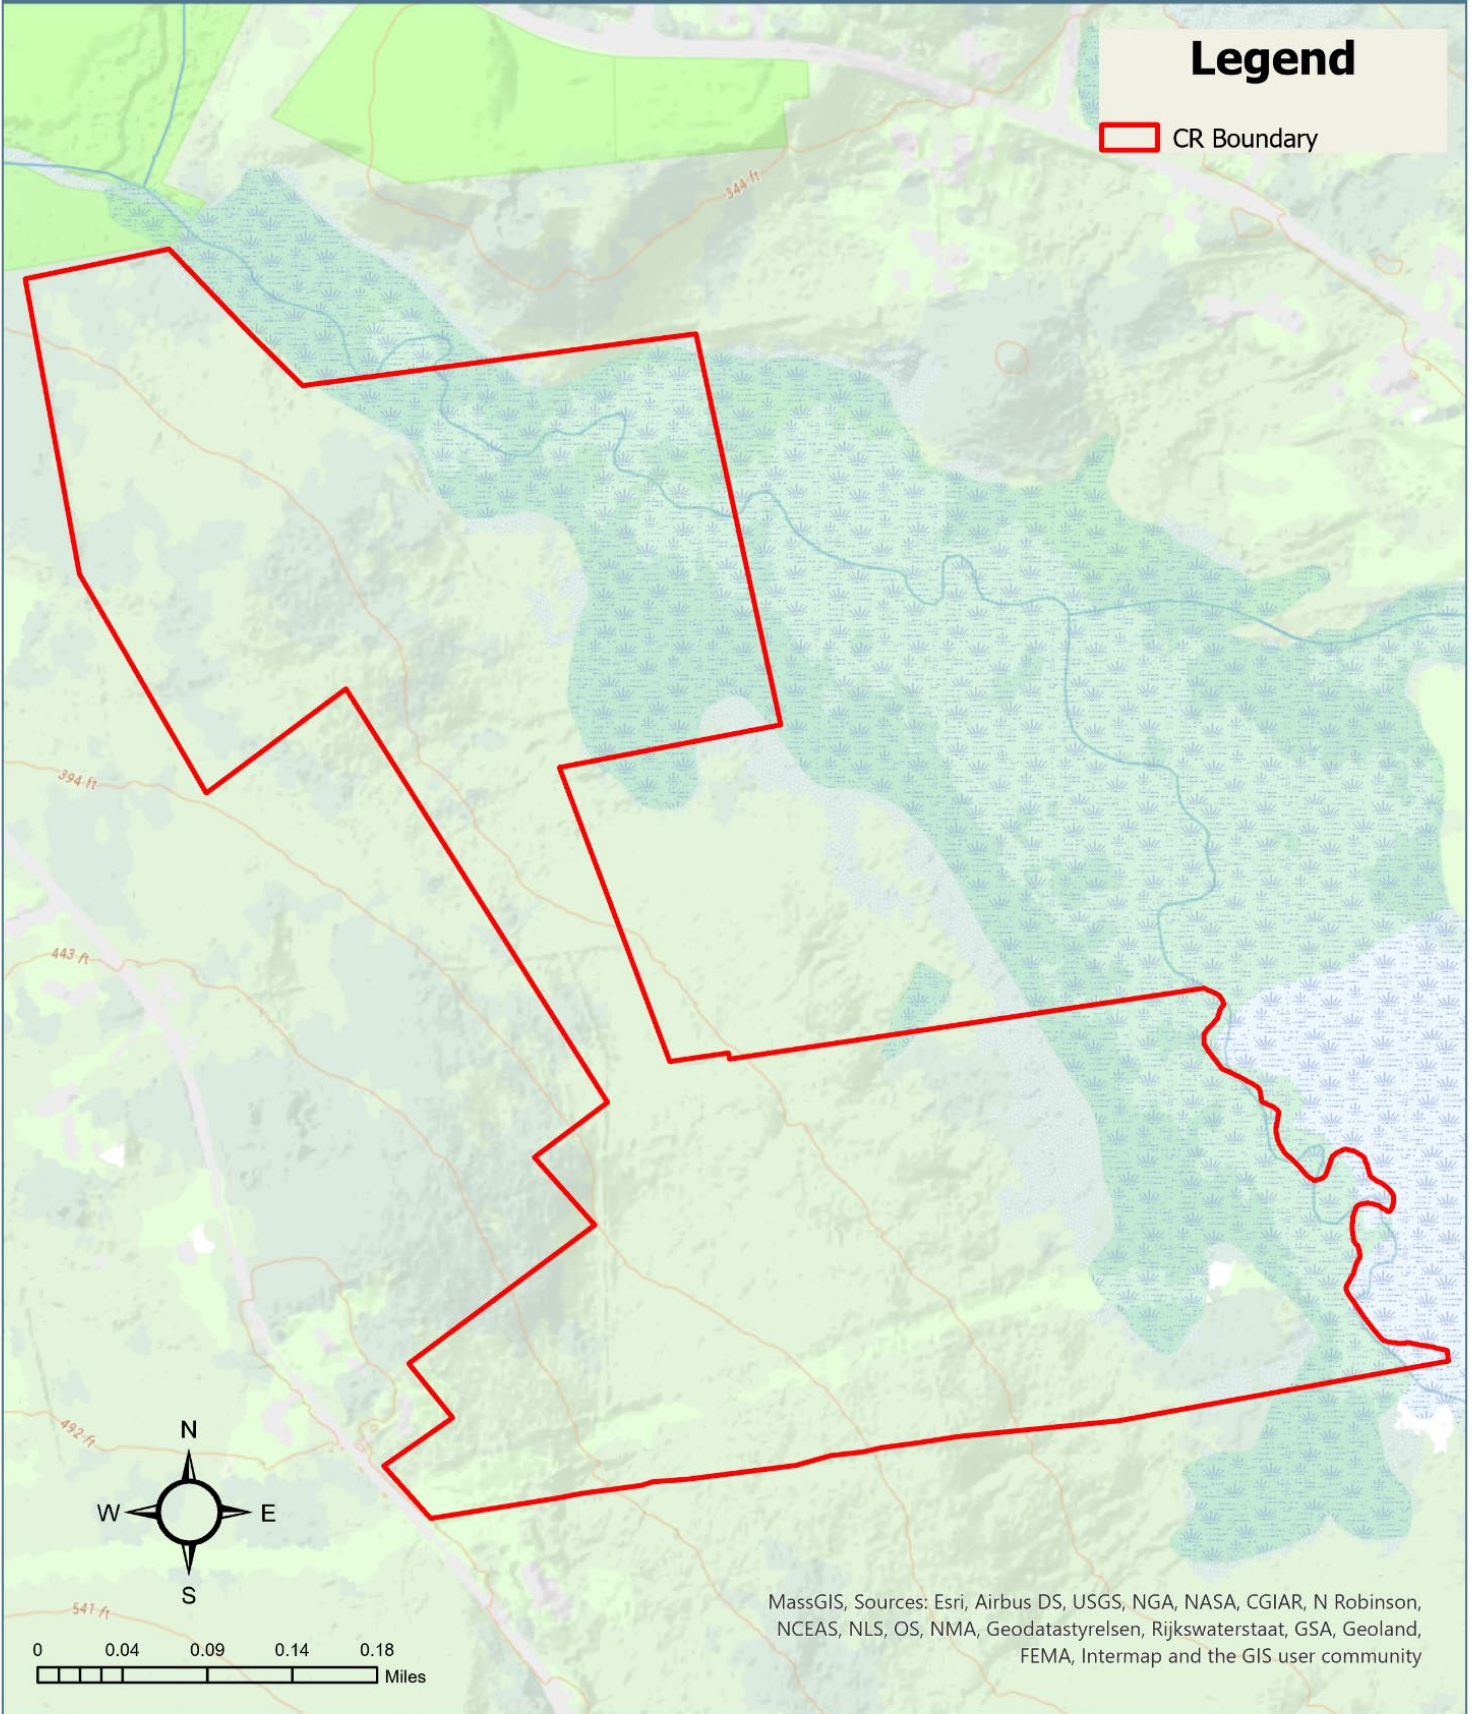 Legend
CR Boundary
344 ft
394 ft
443 ft
492 ft
541 ft
N
W
E
S
0 0.04 0.09 0.14 0.18
Miles
MassGIS, Sources: Esri, Airbus DS, USGS, NGA, NASA, CGIAR, N Robinson,
NCEAS, NLS, OS, NMA, Geodatastyrelsen, Rijkswaterstaat, GSA, Geoland,
FEMA, Intermap and the GIS user community